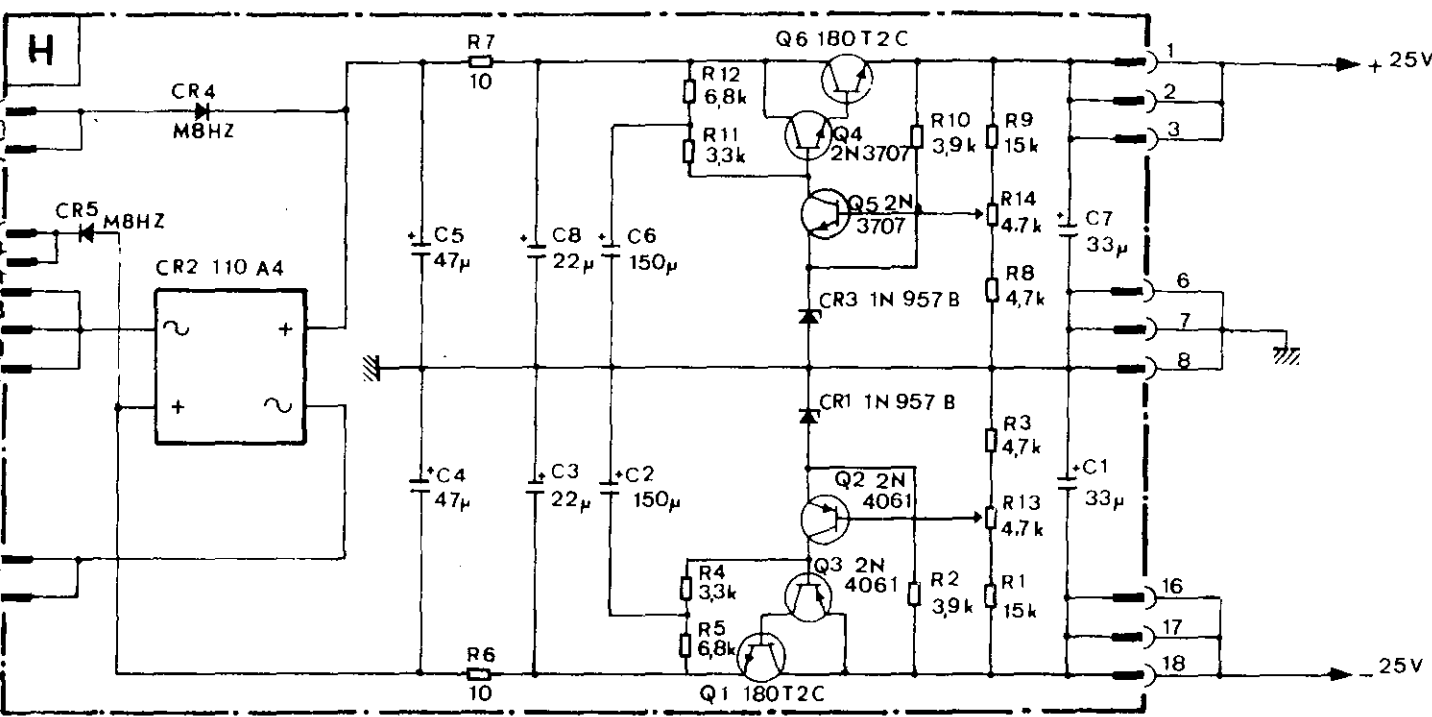 H
R7
10
Q6 180T2C
1
+ 25V
CR4
M8HZ
R12
6,8k
2
R11
3,3k
Q4
2N3707
R10
3,9k
R9
15k
3
CR5 M8HZ
Q5 2N
3707
R14
4,7k
+ C5
47µ
+ C8
22µ
+ C6
150µ
+ C7
33µ
CR2 110 A4
~ +
+ ~
R8
4,7k
CR3 1N 957 B
6
7
8
CR1 1N 957 B
R3
4,7k
+C4
47µ
+C3
22µ
+C2
150µ
Q2 2N
4061
+C1
33µ
R13
4,7k
Q3 2N
4061
R4
3,3k
R2
3,9k
R1
15k
16
R5
6,8k
17
R6
10
Q1 180T2C
18
- 25V